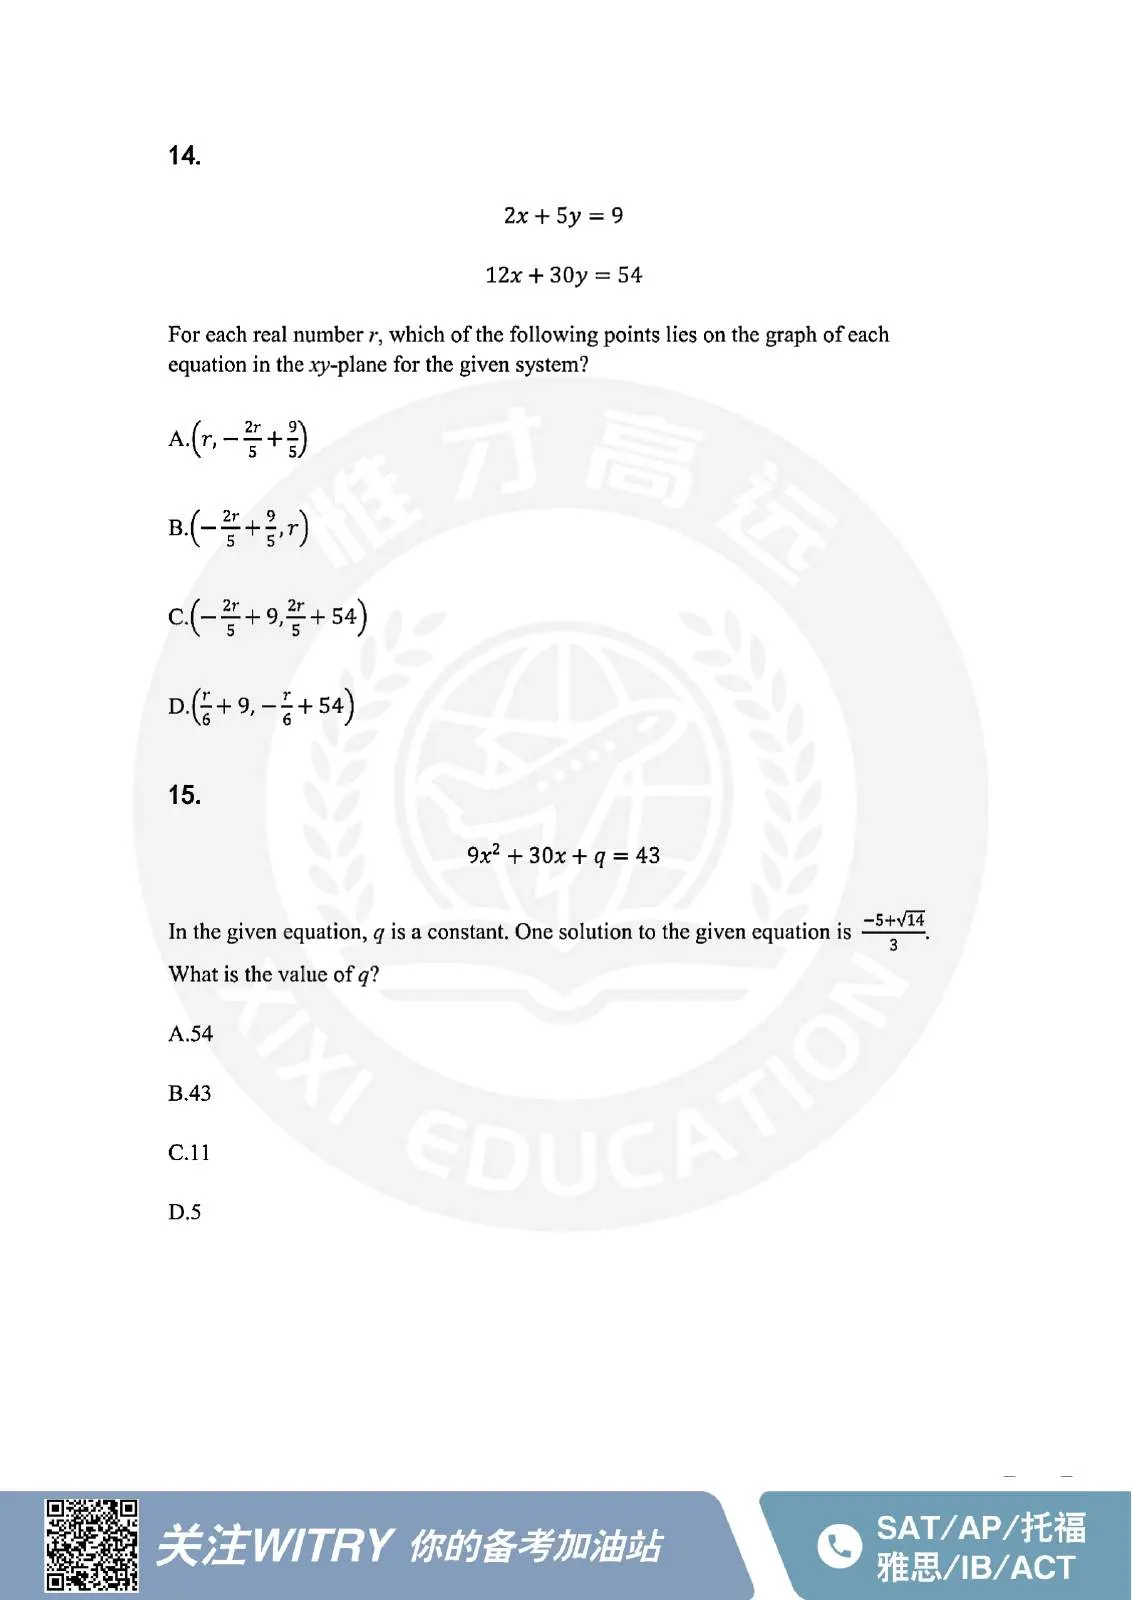 14.
2x + 5y = 9
12x + 30y = 54
For each real number r, which of the following points lies on the graph of each
equation in the xy-plane for the given system?
A.(r, −2r/5 + 9/5)
B.(−2r/5 + 9/5, r)
C.(−2r/5 + 9, 2r/5 + 54)
D.(r/6 + 9, −r/6 + 54)
15.
9x² + 30x + q = 43
In the given equation, q is a constant. One solution to the given equation is (−5+√14)/3.
What is the value of q?
A.54
B.43
C.11
D.5
惟才高远
XIXI EDUCATION
关注WITRY 你的备考加油站
SAT/AP/托福
雅思/IB/ACT